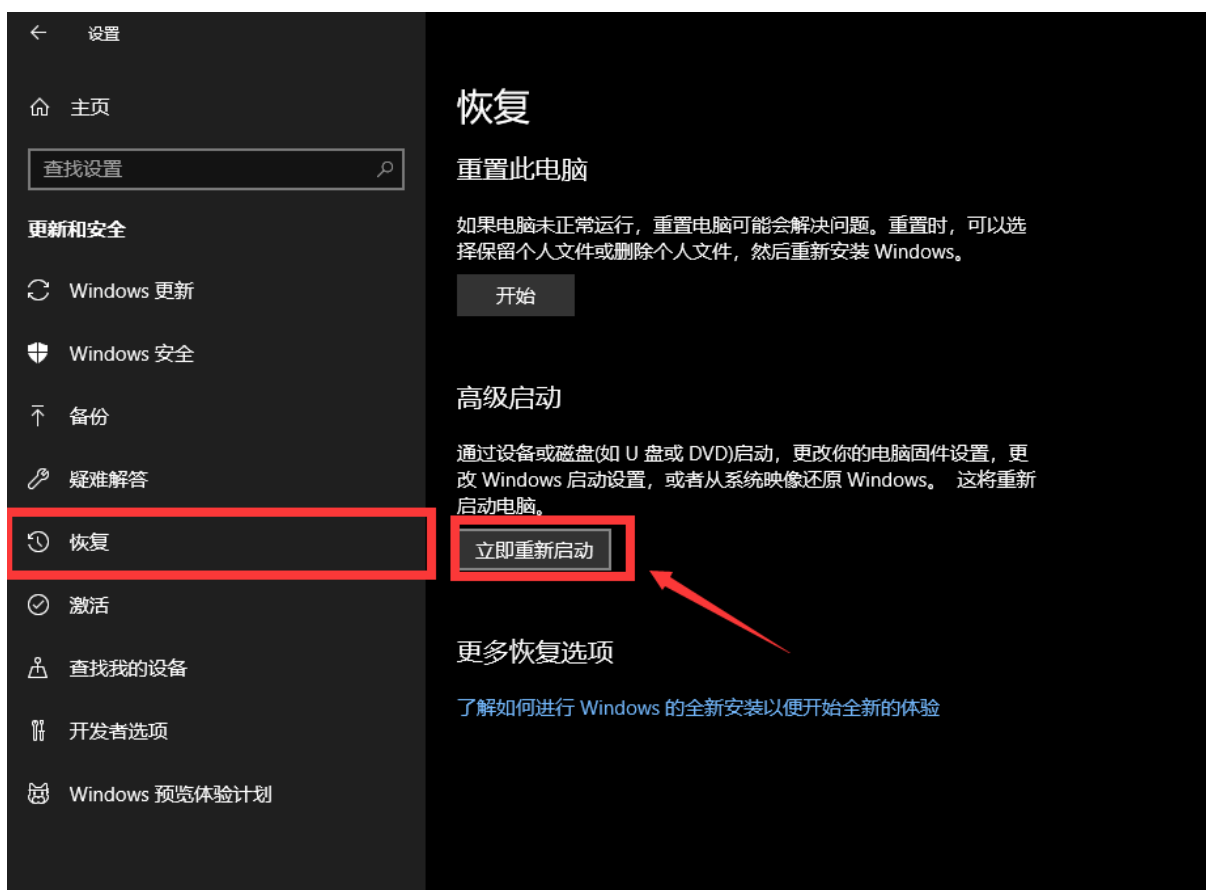 设置
主页
查找设置
更新和安全
Windows 更新
Windows 安全
备份
疑难解答
恢复
激活
查找我的设备
开发者选项
Windows 预览体验计划
恢复
重置此电脑
如果电脑未正常运行，重置电脑可能会解决问题。重置时，可以选
择保留个人文件或删除个人文件，然后重新安装 Windows。
开始
高级启动
通过设备或磁盘(如 U 盘或 DVD)启动，更改你的电脑固件设置，更
改 Windows 启动设置，或者从系统映像还原 Windows。 这将重新
启动电脑。
立即重新启动
更多恢复选项
了解如何进行 Windows 的全新安装以便开始全新的体验